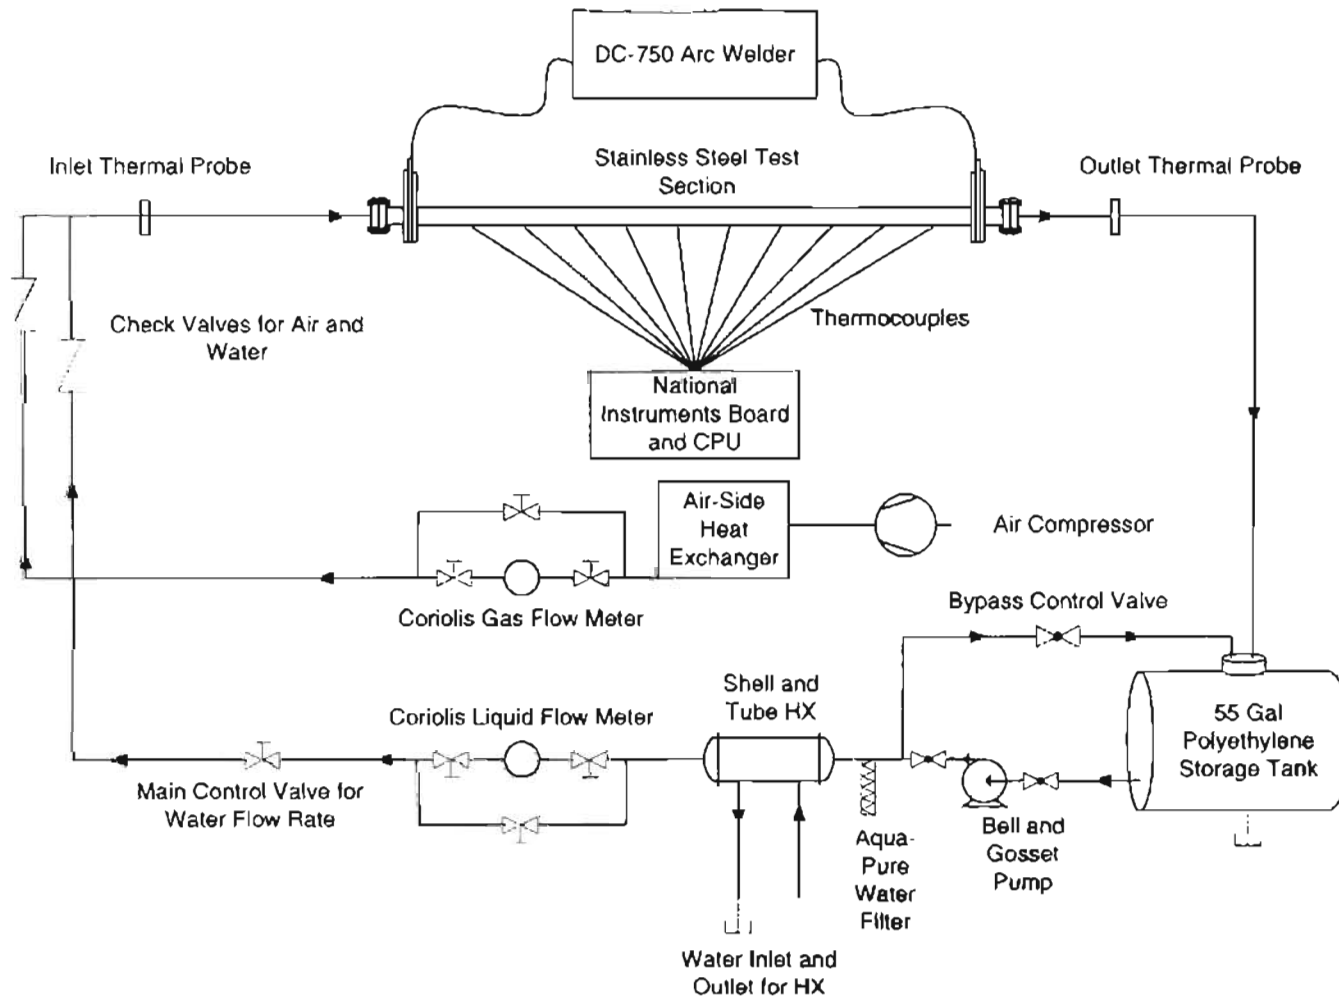 DC-750 Arc Welder
Inlet Thermal Probe
Stainless Steel Test
Section
Outlet Thermal Probe
Check Valves for Air and
Water
Thermocouples
National
Instruments Board
and CPU
Air-Side
Heat
Exchanger
Air Compressor
Coriolis Gas Flow Meter
Bypass Control Valve
Shell and
Tube HX
Coriolis Liquid Flow Meter
55 Gal
Polyethylene
Storage Tank
Main Control Valve for
Water Flow Rate
Aqua-
Pure
Water
Filter
Bell and
Gosset
Pump
Water Inlet and
Outlet for HX